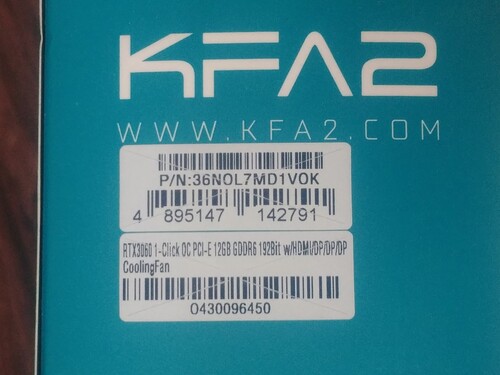 KFA2
WWW.KFA2.COM
P/N:36NOL7MD1VOK
4 895147 142791
RTX3060 1-Click OC PCI-E 12GB GDDR6 192Bit w/HDMI/DP/DP/DP
CoolingFan
0430096450